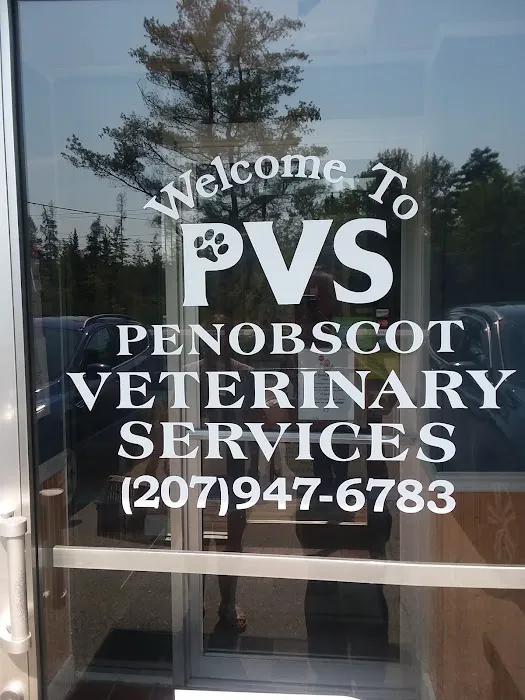 Welcome To
PVS
PENOBSCOT
VETERINARY
SERVICES
(207)947-6783